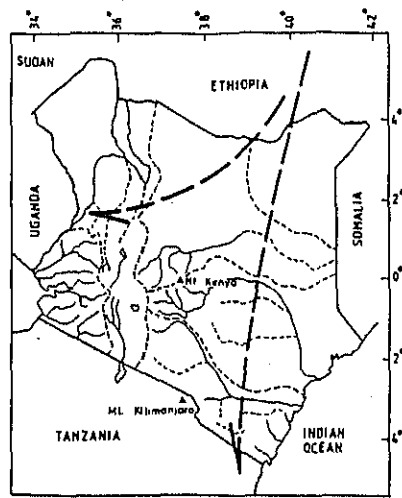 34°
36°
38°
40°
42°
SUDAN
ETHIOPIA
4°
UGANDA
2°
SOMALIA
0°
Mt Kenya
2°
Mt. Kilimanjaro
TANZANIA
INDIAN
OCEAN
4°